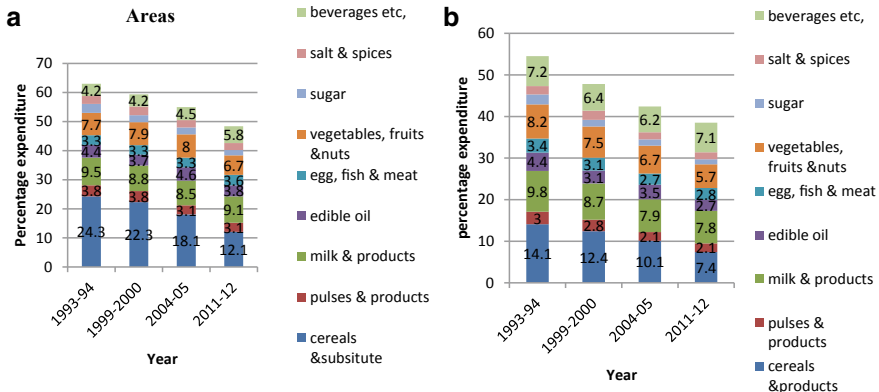 a
Areas
Percentage expenditure
70
60
50
40
30
20
10
0
4.2
7.7
3.3
4.4
9.5
3.8
24.3
4.2
7.9
3.3
3.7
8.8
3.8
22.3
4.5
8
3.3
4.6
8.5
3.1
18.1
5.8
6.7
3.6
3.8
9.1
3.1
12.1
1993-94
1999-2000
2004-05
2011-12
Year
beverages etc,
salt & spices
sugar
vegetables, fruits
&nuts
egg, fish & meat
edible oil
milk & products
pulses & products
cereals
&subsitute
b
percentage expenditure
60
50
40
30
20
10
0
7.2
8.2
3.4
4.4
9.8
3
14.1
6.4
7.5
3.1
3.1
8.7
2.8
12.4
6.2
6.7
2.7
3.5
7.9
2.1
10.1
7.1
5.7
2.8
2.7
7.8
2.1
7.4
1993-94
1999-2000
2004-05
2011-12
Year
beverages etc,
salt & spices
sugar
vegetables,
fruits &nuts
egg, fish & meat
edible oil
milk & products
pulses &
products
cereals
&products